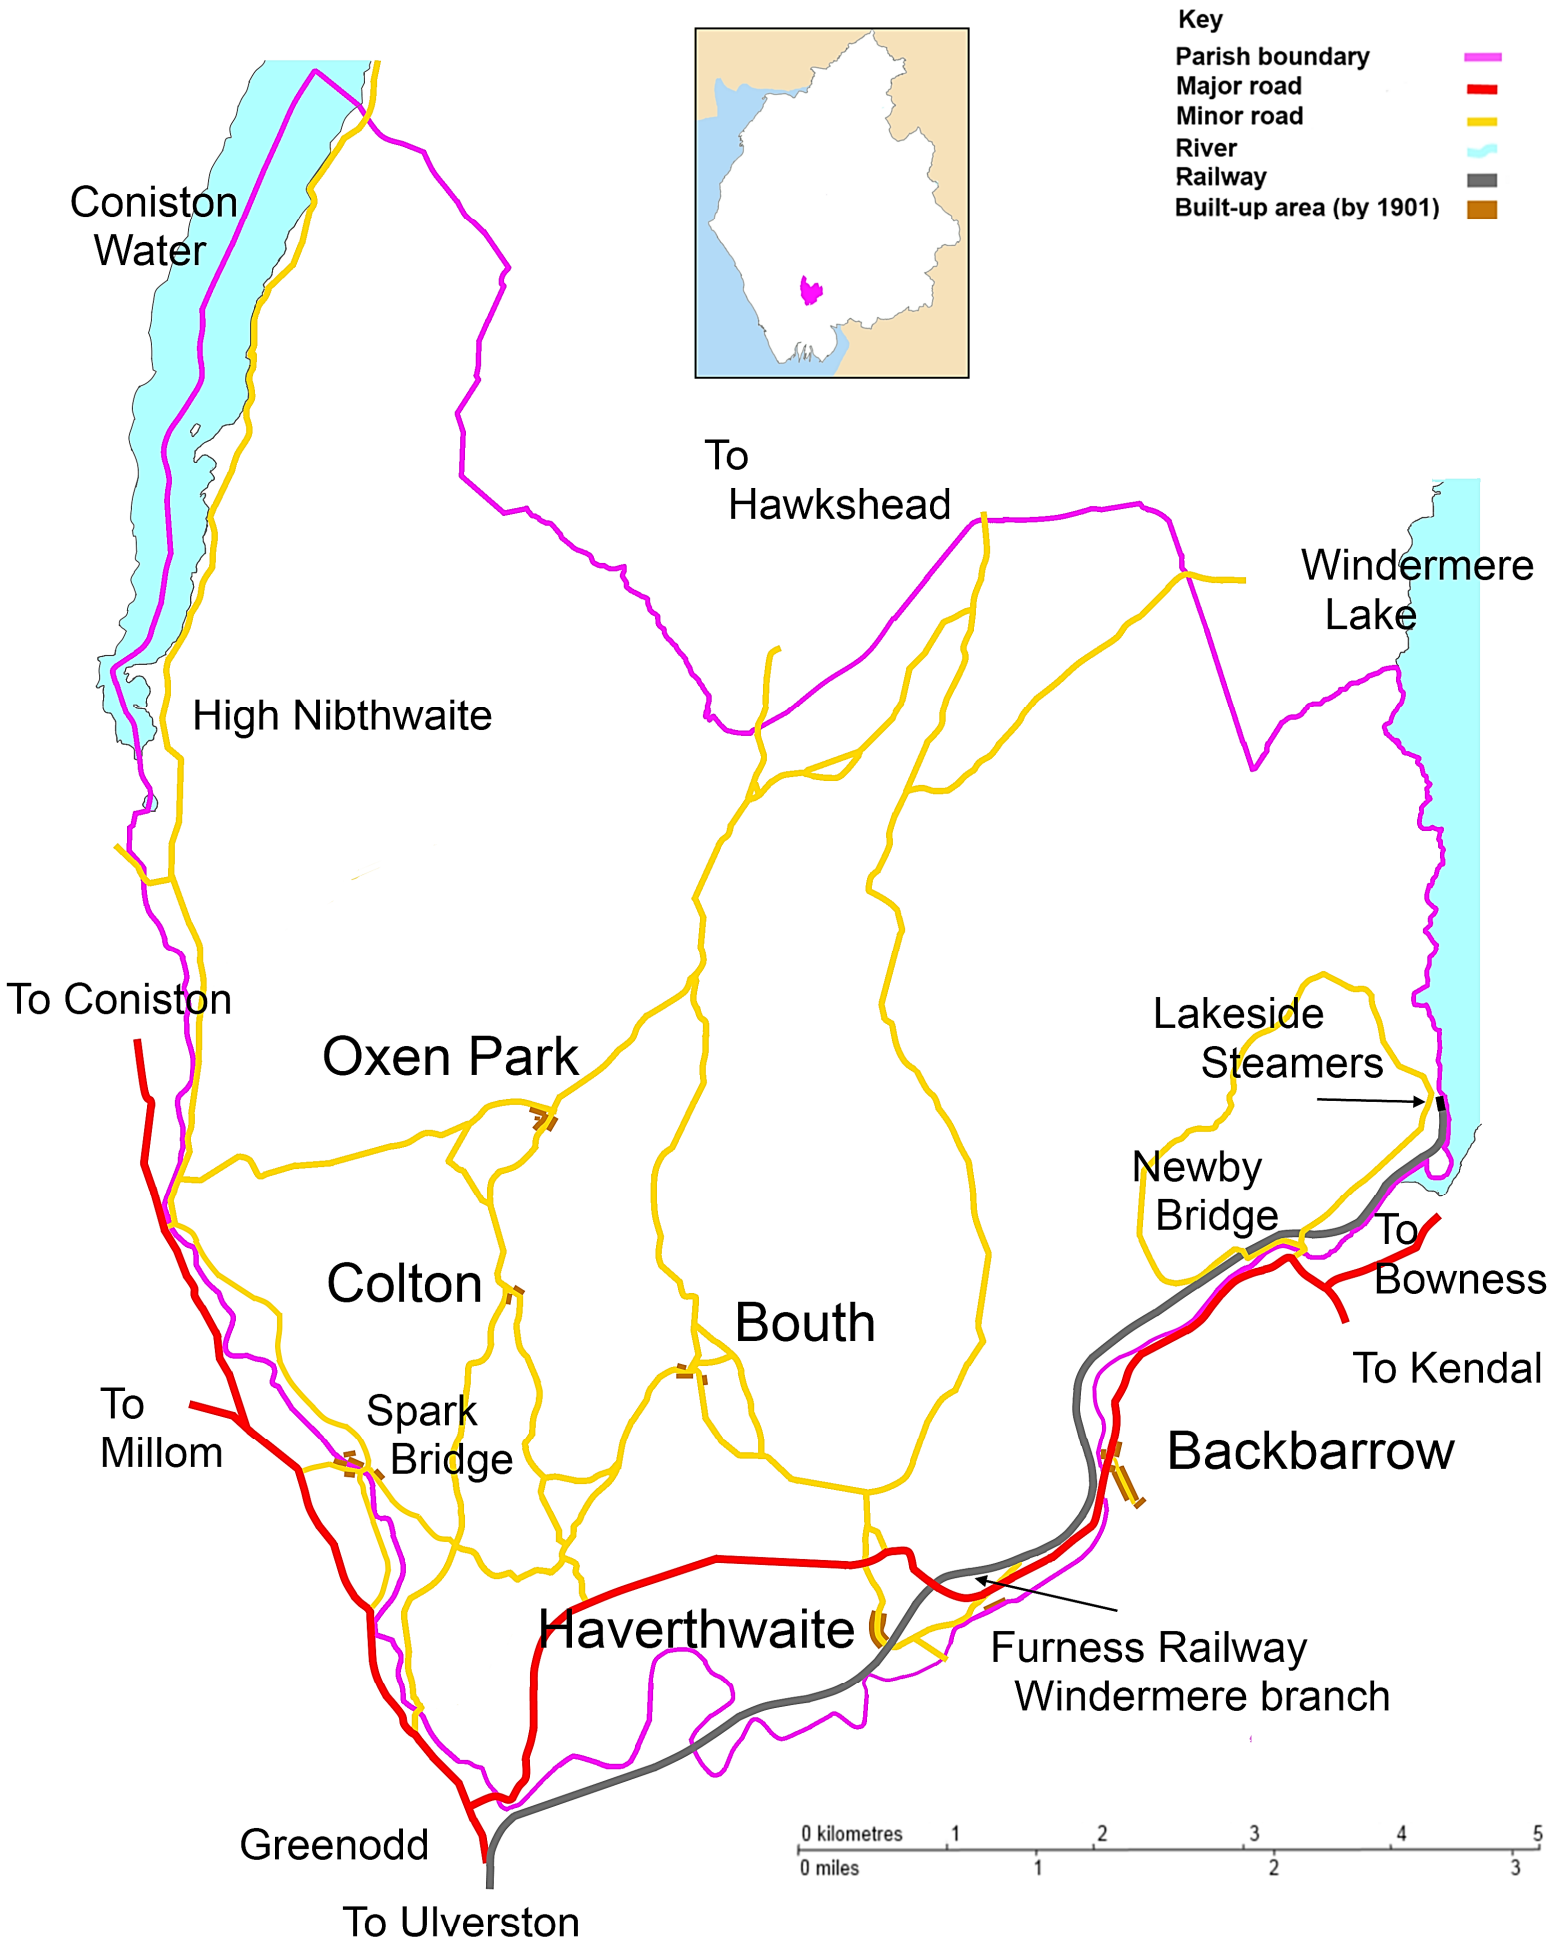 Key
Parish boundary
Major road
Minor road
River
Railway
Built-up area (by 1901)
Coniston
Water
To
Hawkshead
Windermere
Lake
High Nibthwaite
To Coniston
Lakeside
Steamers
Oxen Park
Newby
Bridge
To
Bowness
Colton
Bouth
To Kendal
To
Millom
Spark
Bridge
Backbarrow
Haverthwaite
Furness Railway
Windermere branch
Greenodd
0 kilometres 1 2 3 4 5
0 miles 1 2 3
To Ulverston